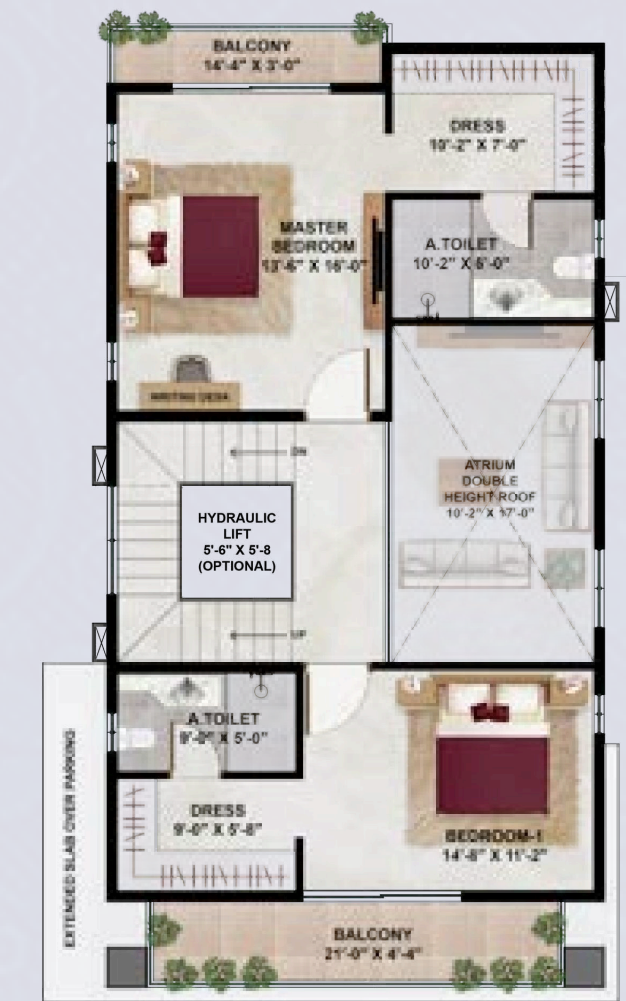 BALCONY
14'-4" X 3'-0"
DRESS
10'-2" X 7'-0"
MASTER
BEDROOM
13'-6" X 16'-0"
A.TOILET
10'-2" X 6'-0"
WRITING DESK
DN
ATRIUM
DOUBLE
HEIGHT ROOF
10'-2" X 17'-0"
HYDRAULIC
LIFT
5'-6" X 5'-8
(OPTIONAL)
UP
A.TOILET
9'-0" X 5'-0"
EXTENDED SLAB OVER PARKING
DRESS
9'-0" X 5'-8"
BEDROOM-1
14'-8" X 11'-2"
BALCONY
21'-0" X 4'-4"